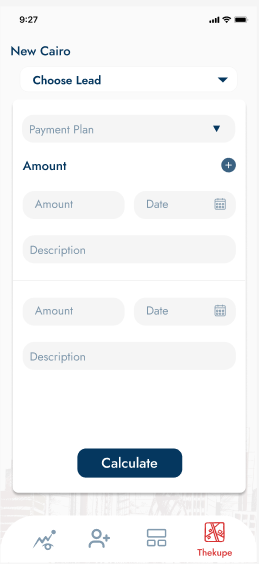 9:27
New Cairo
Choose Lead
Payment Plan
Amount
Amount Date
Description
Amount Date
Description
Calculate
Thekupe